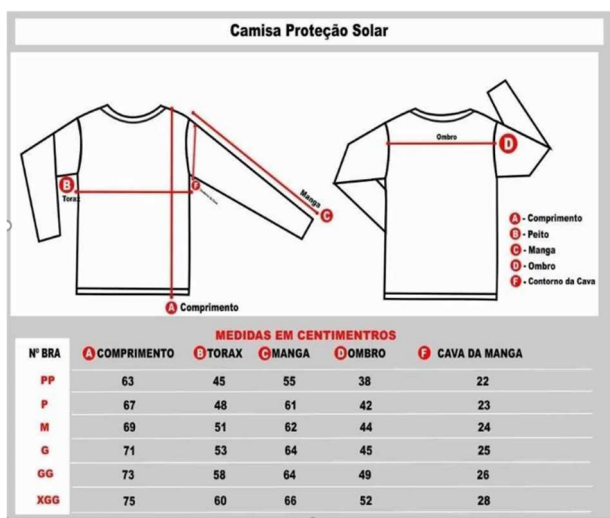 Camisa Proteção Solar
Ombro
D
B
F
Torax
Manga
C
A - Comprimento
B - Peito
C - Manga
D - Ombro
F - Contorno da Cava
A Comprimento
MEDIDAS EM CENTIMENTROS
Nº BRA A COMPRIMENTO B TORAX C MANGA D OMBRO F CAVA DA MANGA
PP 63 45 55 38 22
P 67 48 61 42 23
M 69 51 62 44 24
G 71 53 64 45 25
GG 73 58 64 49 26
XGG 75 60 66 52 28